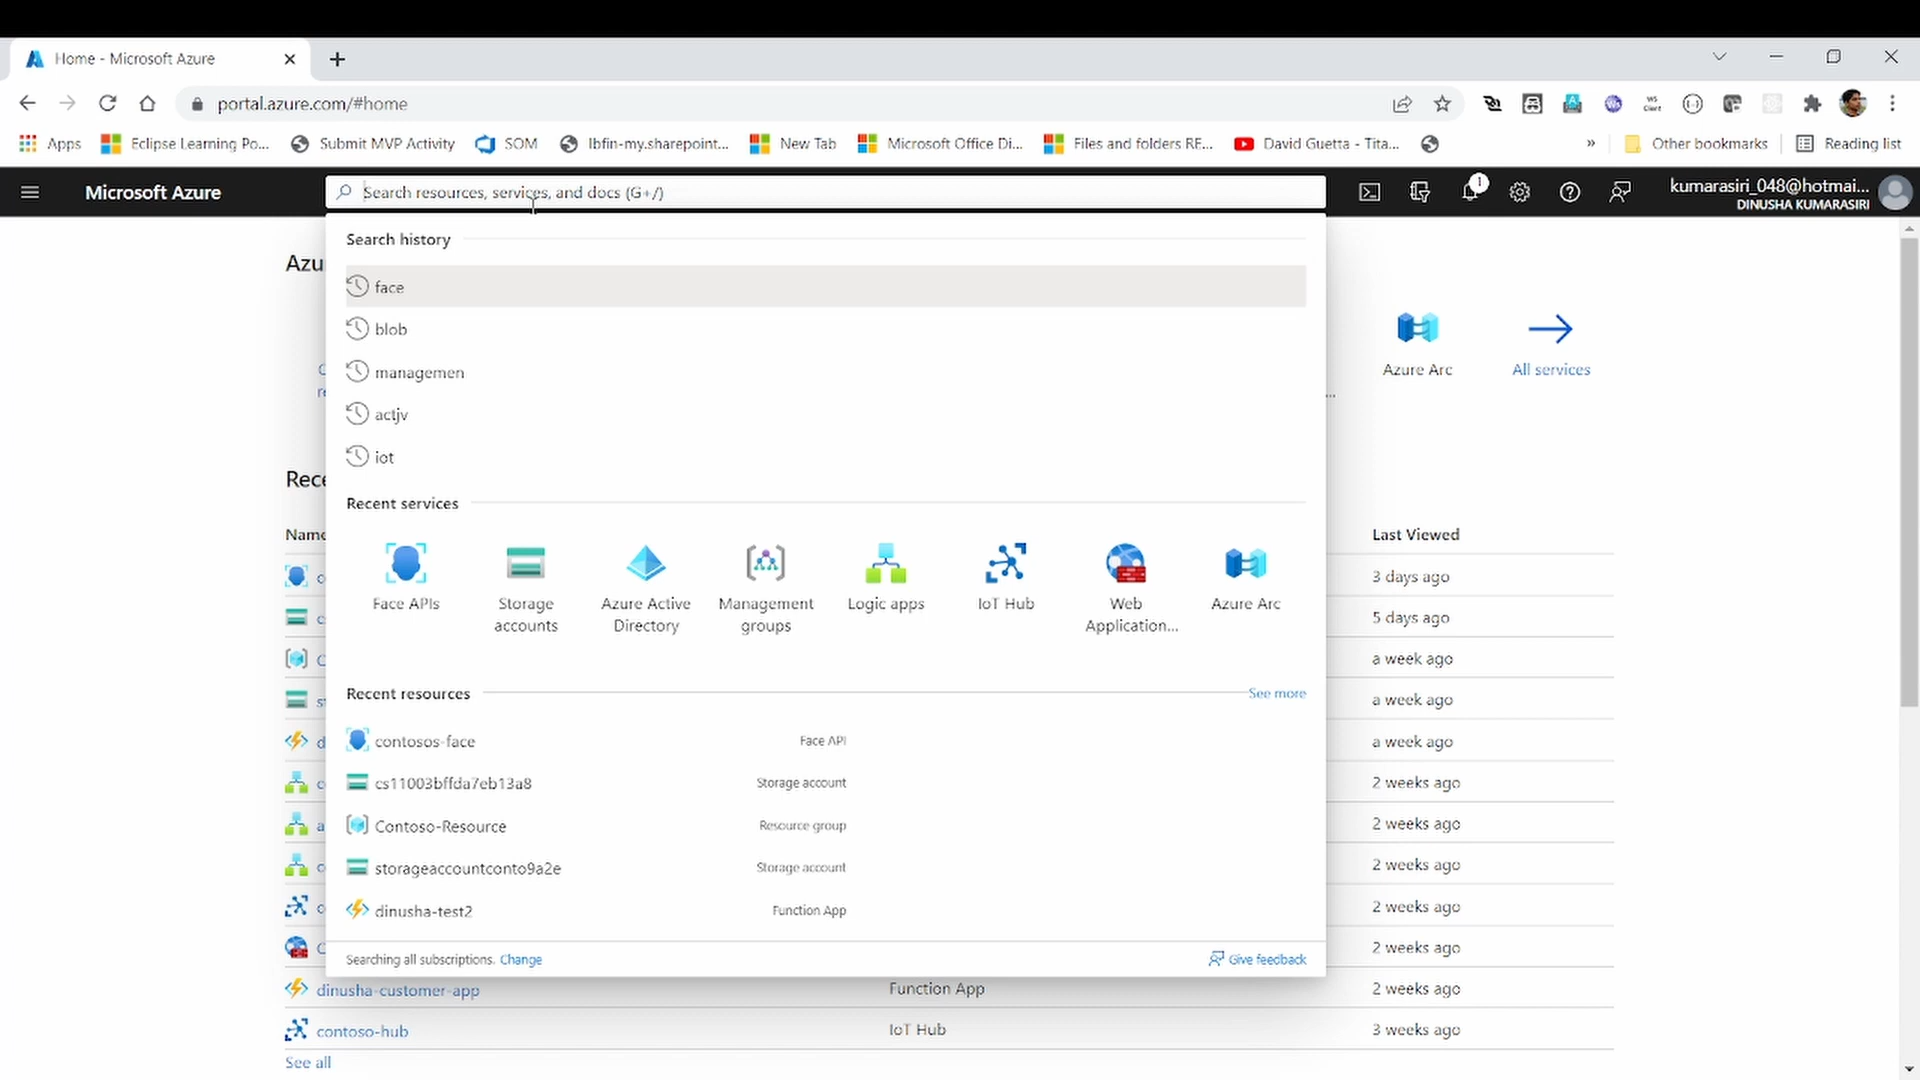 Home - Microsoft Azure
portal.azure.com/#home
Apps
Eclipse Learning Po...
Submit MVP Activity
SOM
lbfin-my.sharepoint...
New Tab
Microsoft Office Di...
Files and folders RE...
David Guetta - Tita...
»
Other bookmarks
Reading list
Microsoft Azure
Search resources, services, and docs (G+/)
1
kumarasiri_048@hotmai...
DINUSHA KUMARASIRI
Search history
face
blob
managemen
actjv
iot
Azure Arc
All services
Recent services
Face APIs
Storage accounts
Azure Active Directory
Management groups
Logic apps
IoT Hub
Web Application...
Azure Arc
Recent resources
See more
contosos-face Face API
cs11003bffda7eb13a8 Storage account
Contoso-Resource Resource group
storageaccountconto9a2e Storage account
dinusha-test2 Function App
Searching all subscriptions. Change
Give feedback
Name
Last Viewed
3 days ago
5 days ago
a week ago
a week ago
a week ago
2 weeks ago
2 weeks ago
2 weeks ago
2 weeks ago
2 weeks ago
dinusha-customer-app Function App 2 weeks ago
contoso-hub IoT Hub 3 weeks ago
See all